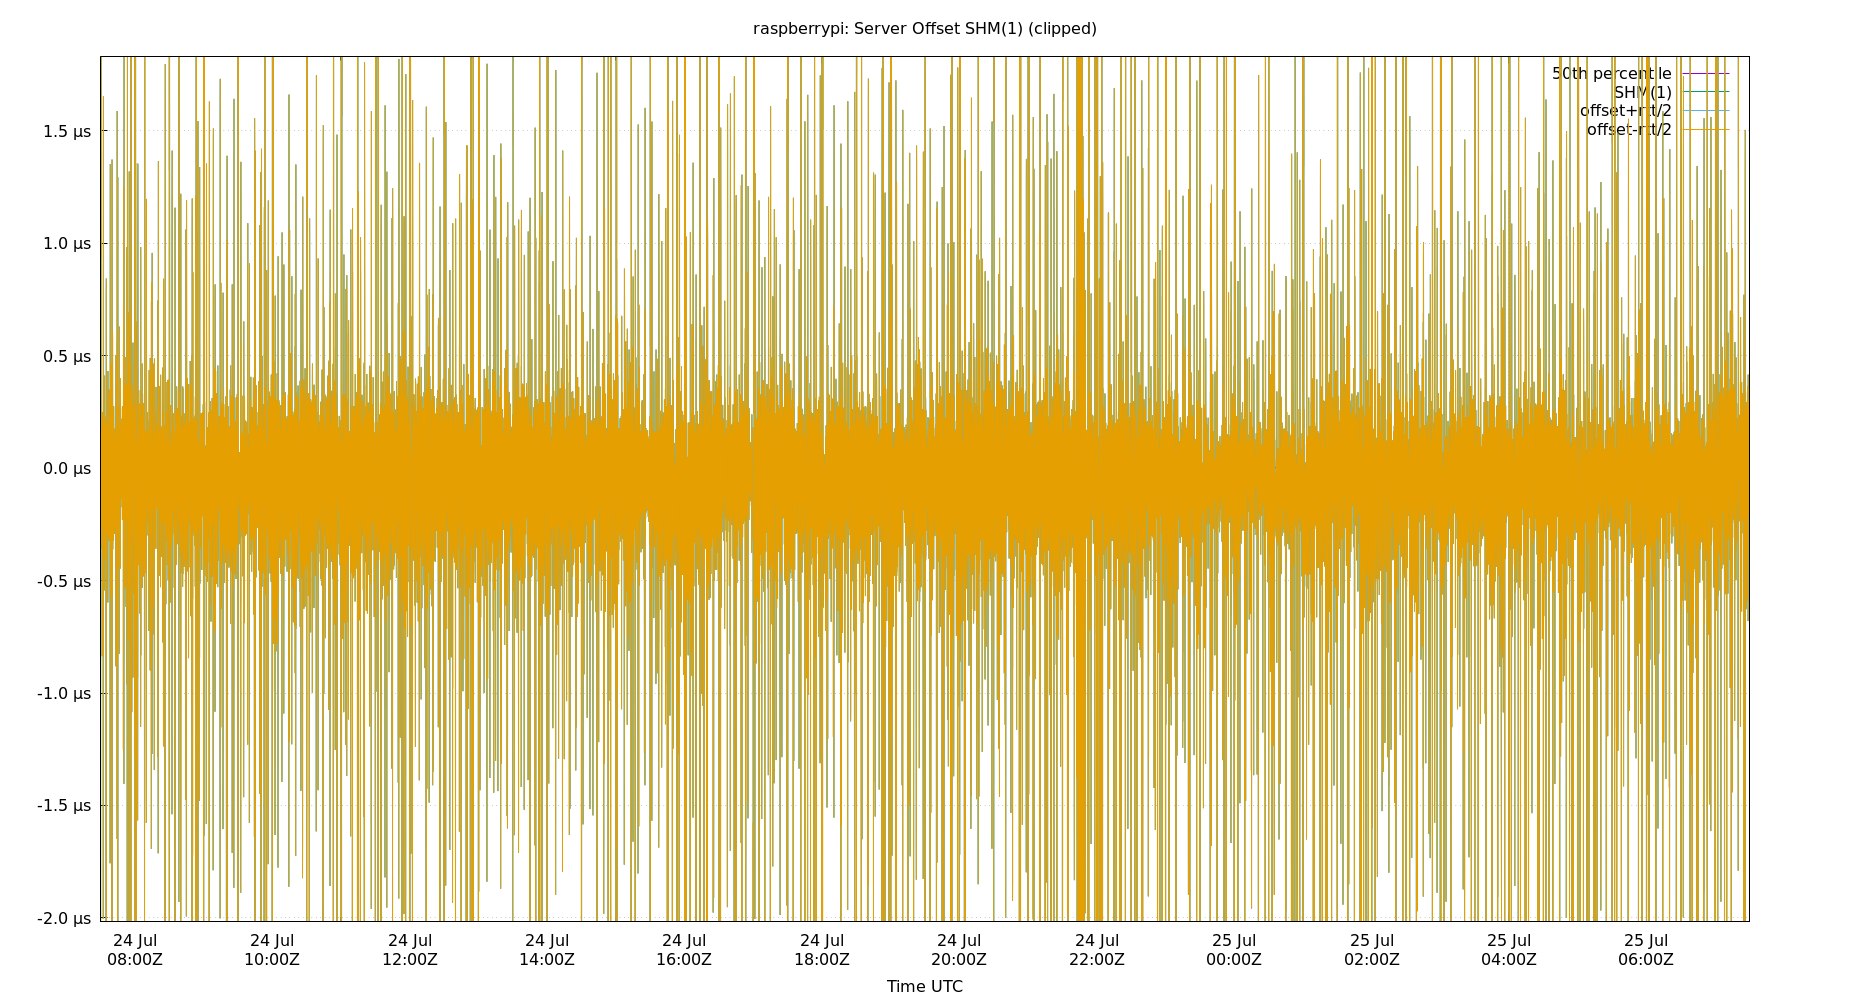 raspberrypi: Server Offset SHM(1) (clipped)
50th percentile
SHM(1)
offset+rtt/2
offset-rtt/2
1.5 μs
1.0 μs
0.5 μs
0.0 μs
-0.5 μs
-1.0 μs
-1.5 μs
-2.0 μs
24 Jul 24 Jul 24 Jul 24 Jul 24 Jul 24 Jul 24 Jul 24 Jul 25 Jul 25 Jul 25 Jul 25 Jul
08:00Z 10:00Z 12:00Z 14:00Z 16:00Z 18:00Z 20:00Z 22:00Z 00:00Z 02:00Z 04:00Z 06:00Z
Time UTC